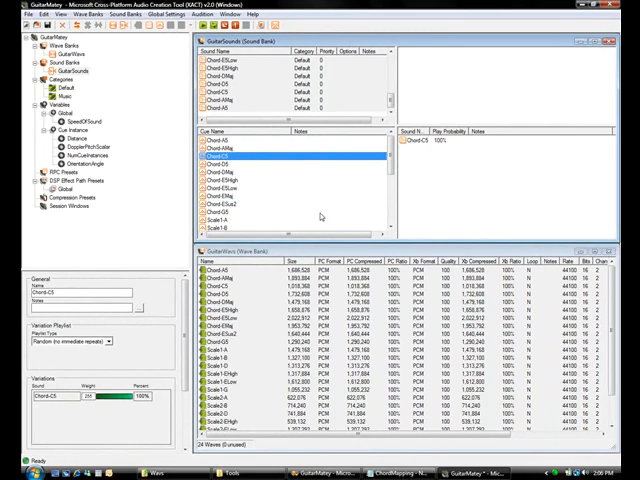 GuitarMatey - Microsoft Cross-Platform Audio Creation Tool (XACT) v2.0 (Windows)
File Edit View Wave Banks Sound Banks Global Settings Audition Window Help
GuitarMatey
Wave Banks
GuitarWavs
Sound Banks
GuitarSounds
Categories
Default
Music
Variables
Global
SpeedOfSound
Cue Instance
Distance
DopplerPitchScalar
NumCueInstances
OrientationAngle
RPC Presets
DSP Effect Path Presets
Global
Compression Presets
Session Windows
General
Name
Chord-C5
Notes
Variation Playlist
Playlist Type
Random (no immediate repeats)
Variations
Sound Weight Percent
Chord-C5 255 100%
GuitarSounds (Sound Bank)
Sound Name Category Priority Options Notes
Chord-E5Low Default 0
Chord-E5High Default 0
Chord-DMaj Default 0
Chord-D5 Default 0
Chord-C5 Default 0
Chord-AMaj Default 0
Chord-A5 Default 0
Cue Name Notes
Chord-A5
Chord-AMaj
Chord-C5
Chord-D5
Chord-DMaj
Chord-E5High
Chord-E5Low
Chord-EMaj
Chord-ESus2
Chord-G5
Scale1-A
Scale1-B
Sound N... Play Probability Notes
Chord-C5 100%
GuitarWavs (Wave Bank)
Name Size PC Format PC Compressed PC Ratio Xb Format Quality Xb Compressed Xb Ratio Loop Notes Rate Bits Chan
Chord-A5 1,686,528 PCM 1,686,528 100% PCM 100% 1,686,528 100% N 44100 16 2
Chord-AMaj 1,893,884 PCM 1,893,884 100% PCM 100% 1,893,884 100% N 44100 16 2
Chord-C5 1,018,368 PCM 1,018,368 100% PCM 100% 1,018,368 100% N 44100 16 2
Chord-D5 1,732,608 PCM 1,732,608 100% PCM 100% 1,732,608 100% N 44100 16 2
Chord-DMaj 1,479,168 PCM 1,479,168 100% PCM 100% 1,479,168 100% N 44100 16 2
Chord-E5High 1,658,880 PCM 1,658,880 100% PCM 100% 1,658,880 100% N 44100 16 2
Chord-E5Low 2,022,912 PCM 2,022,912 100% PCM 100% 2,022,912 100% N 44100 16 2
Chord-EMaj 1,953,792 PCM 1,953,792 100% PCM 100% 1,953,792 100% N 44100 16 2
Chord-ESus2 1,640,444 PCM 1,640,444 100% PCM 100% 1,640,444 100% N 44100 16 2
Chord-G5 1,290,240 PCM 1,290,240 100% PCM 100% 1,290,240 100% N 44100 16 2
Scale1-A 1,479,168 PCM 1,479,168 100% PCM 100% 1,479,168 100% N 44100 16 2
Scale1-B 1,327,100 PCM 1,327,100 100% PCM 100% 1,327,100 100% N 44100 16 2
Scale1-D 1,479,168 PCM 1,479,168 100% PCM 100% 1,479,168 100% N 44100 16 2
Scale1-EHigh 1,317,884 PCM 1,317,884 100% PCM 100% 1,317,884 100% N 44100 16 2
Scale1-ELow 1,612,800 PCM 1,612,800 100% PCM 100% 1,612,800 100% N 44100 16 2
Scale1-G 1,055,232 PCM 1,055,232 100% PCM 100% 1,055,232 100% N 44100 16 2
Scale2-A 622,076 PCM 622,076 100% PCM 100% 622,076 100% N 44100 16 2
Scale2-B 714,240 PCM 714,240 100% PCM 100% 714,240 100% N 44100 16 2
Scale2-D 741,884 PCM 741,884 100% PCM 100% 741,884 100% N 44100 16 2
Scale2-EHigh 539,132 PCM 539,132 100% PCM 100% 539,132 100% N 44100 16 2
24 Waves (0 unused)
Ready
Wavs Tools GuitarMatey - Micro... ChordMapping - N... GuitarMatey * - Mic... 2:06 PM